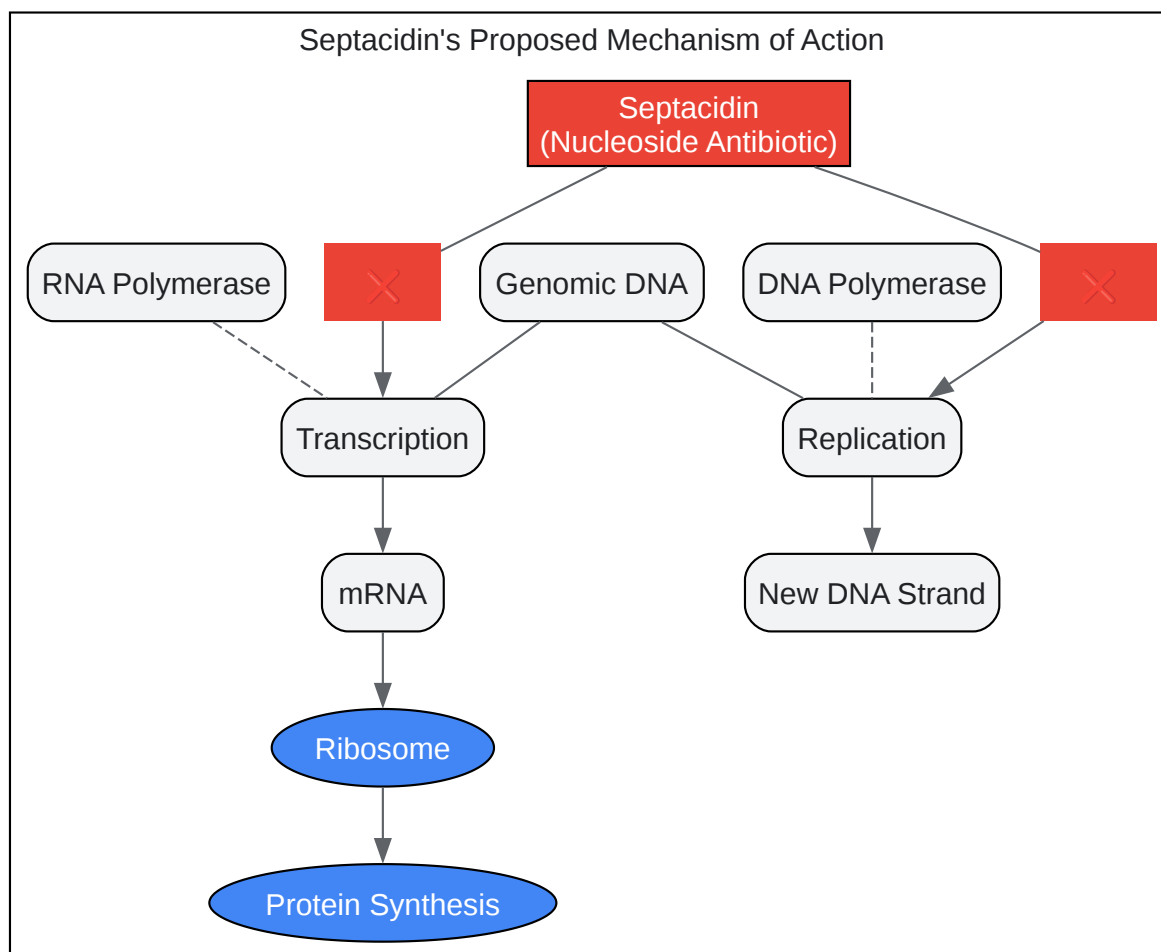 Septacidin's Proposed Mechanism of Action
Septacidin
(Nucleoside Antibiotic)
RNA Polymerase
❌
Genomic DNA
DNA Polymerase
❌
Transcription
Replication
mRNA
New DNA Strand
Ribosome
Protein Synthesis